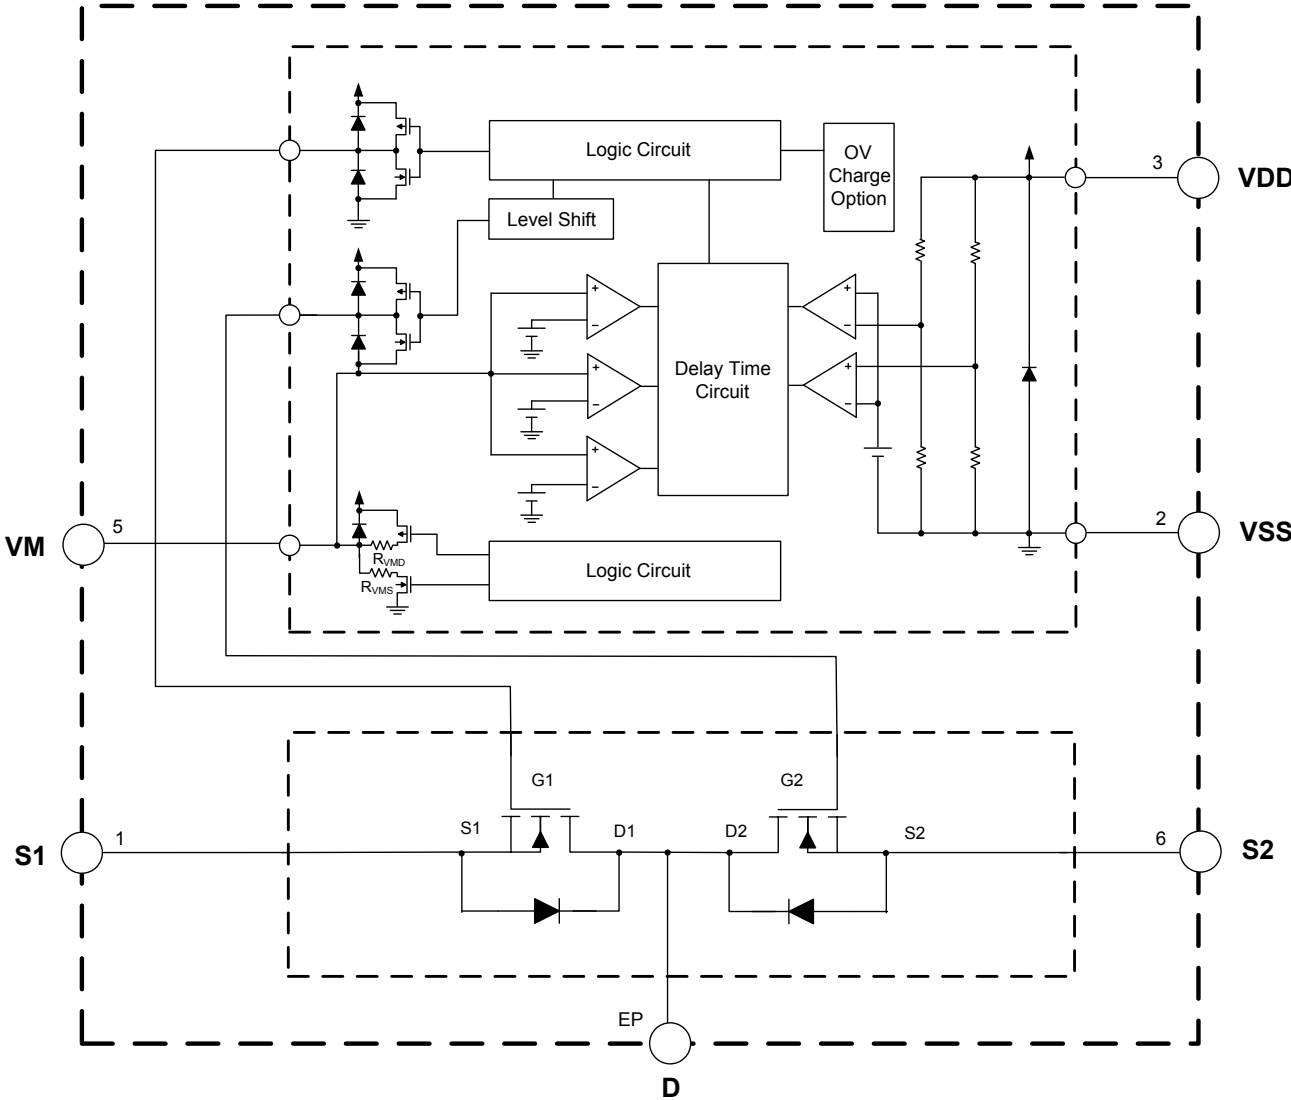 Logic Circuit
OV
Charge
Option
3
VDD
Level Shift
+
−
+
−
Delay Time
Circuit
+
−
+
−
+
−
5
VM
2
VSS
RVMD
RVMS
Logic Circuit
G1
G2
S1
D1
D2
S2
1
S1
6
S2
EP
D